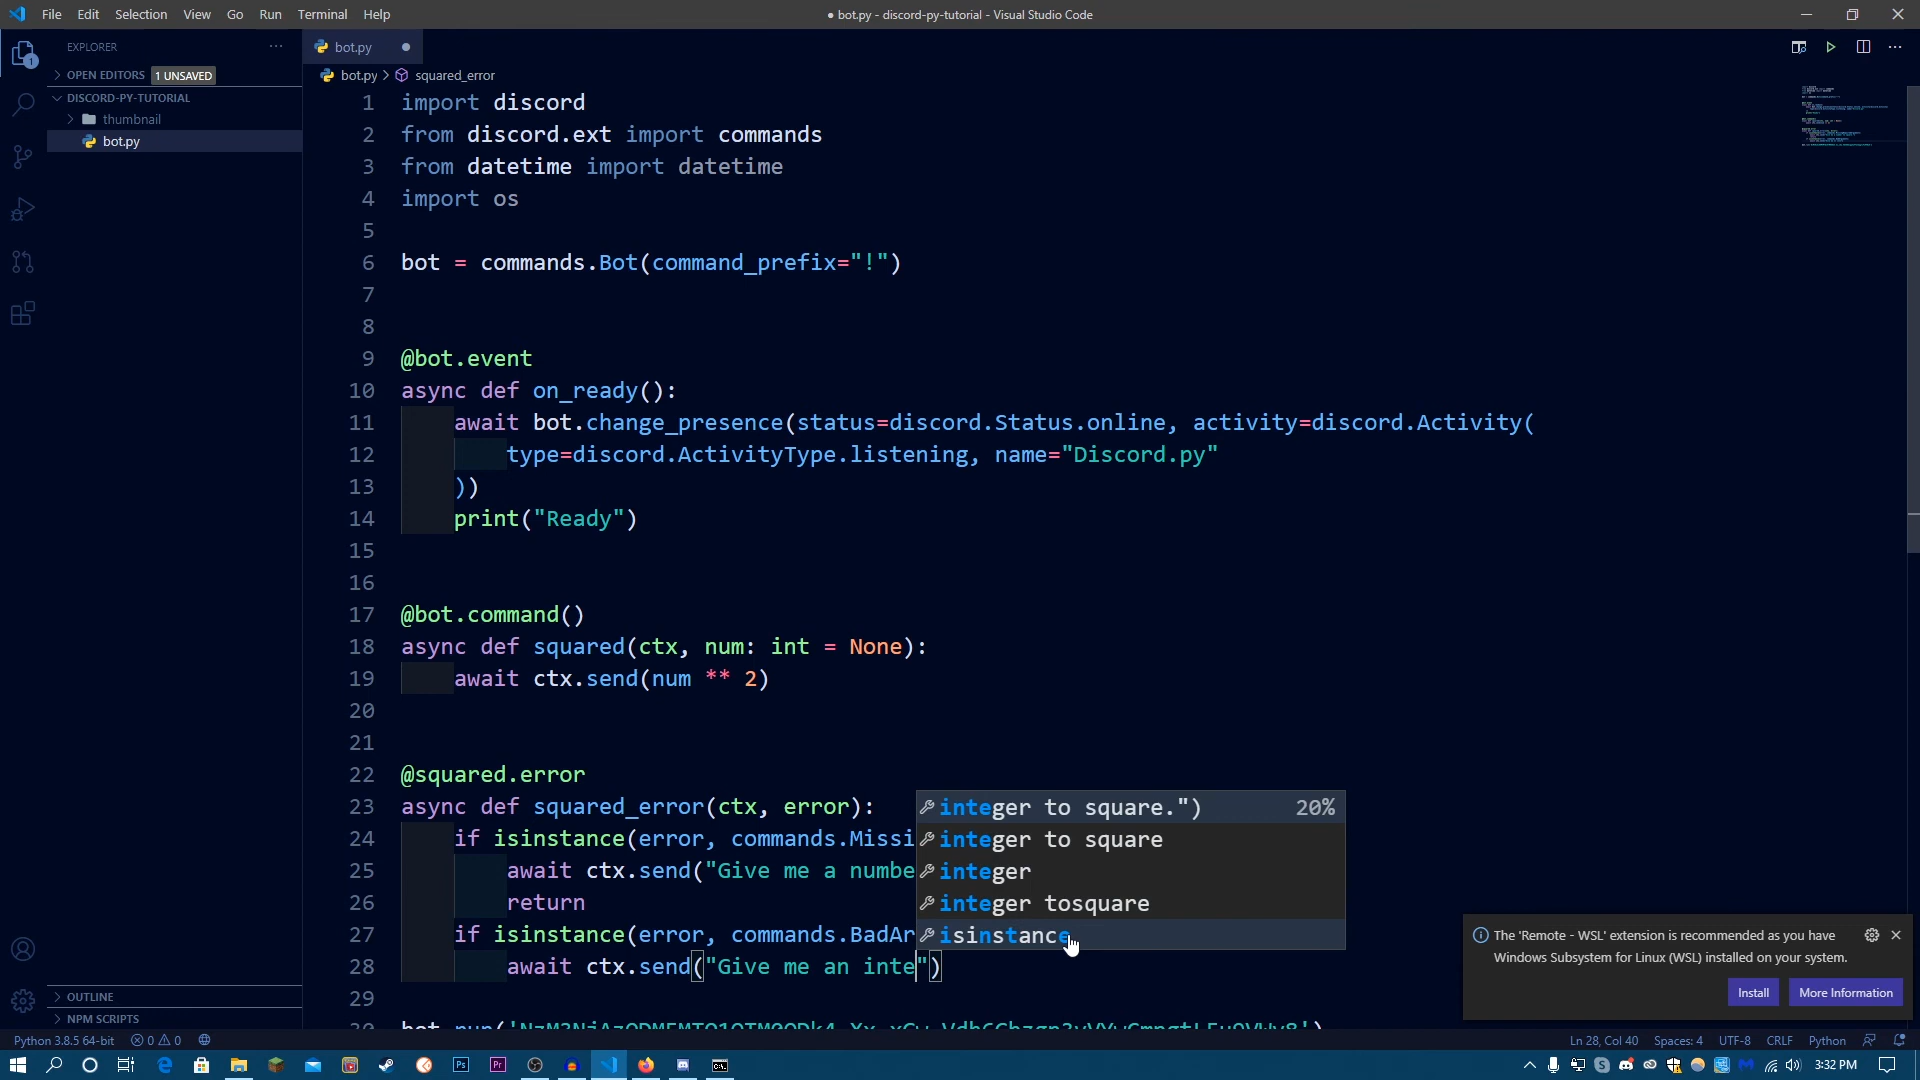 File Edit Selection View Go Run Terminal Help
● bot.py - discord-py-tutorial - Visual Studio Code
EXPLORER
OPEN EDITORS 1 UNSAVED
DISCORD-PY-TUTORIAL
thumbnail
bot.py
OUTLINE
NPM SCRIPTS
bot.py
bot.py > squared_error
1 import discord
2 from discord.ext import commands
3 from datetime import datetime
4 import os
5
6 bot = commands.Bot(command_prefix="!")
7
8
9 @bot.event
10 async def on_ready():
11 await bot.change_presence(status=discord.Status.online, activity=discord.Activity(
12 type=discord.ActivityType.listening, name="Discord.py"
13 ))
14 print("Ready")
15
16
17 @bot.command()
18 async def squared(ctx, num: int = None):
19 await ctx.send(num ** 2)
20
21
22 @squared.error
23 async def squared_error(ctx, error):
24 if isinstance(error, commands.Missi
25 await ctx.send("Give me a numbe
26 return
27 if isinstance(error, commands.BadAr
28 await ctx.send("Give me an inte")
29
integer to square.") 20%
integer to square
integer
integer tosquare
isinstance
The 'Remote - WSL' extension is recommended as you have
Windows Subsystem for Linux (WSL) installed on your system.
Install More Information
Python 3.8.5 64-bit 0 0
Ln 28, Col 40 Spaces: 4 UTF-8 CRLF Python
3:32 PM